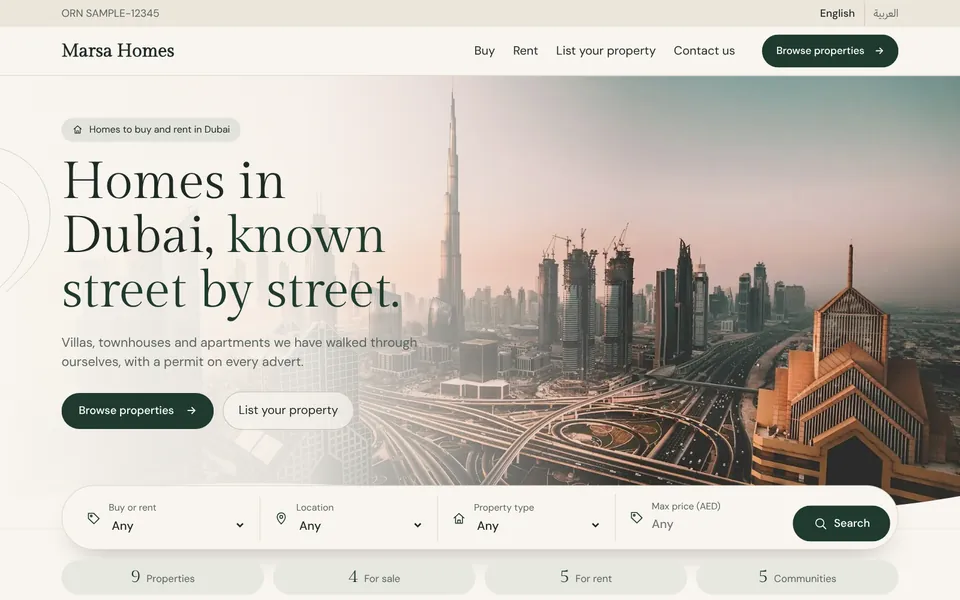 ORN SAMPLE-12345
English
العربية
Marsa Homes
Buy
Rent
List your property
Contact us
Browse properties
Homes to buy and rent in Dubai
Homes in
Dubai, known
street by street.
Villas, townhouses and apartments we have walked through
ourselves, with a permit on every advert.
Browse properties
List your property
Buy or rent
Any
Location
Any
Property type
Any
Max price (AED)
Any
Search
9 Properties
4 For sale
5 For rent
5 Communities